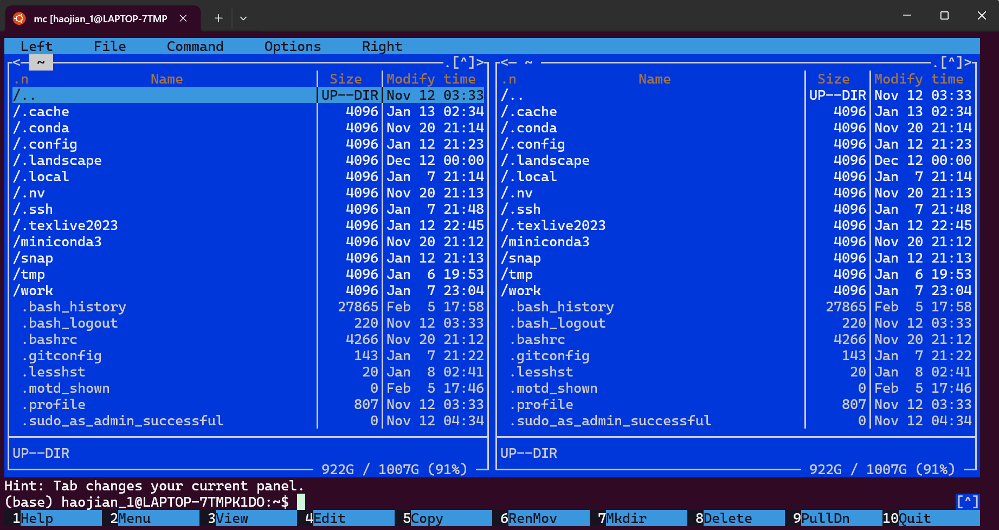 mc [haojian_1@LAPTOP-7TMP
Left File Command Options Right
<─ ~ ─.[^]>
.n Name Size Modify time
/.. UP--DIR Nov 12 03:33
/.cache 4096 Jan 13 02:34
/.conda 4096 Nov 20 21:14
/.config 4096 Jan 12 21:23
/.landscape 4096 Dec 12 00:00
/.local 4096 Jan  7 21:14
/.nv 4096 Nov 20 21:13
/.ssh 4096 Jan  7 21:48
/.texlive2023 4096 Jan 12 22:45
/miniconda3 4096 Nov 20 21:12
/snap 4096 Jan 12 21:13
/tmp 4096 Jan  6 19:53
/work 4096 Jan  7 23:04
.bash_history 27865 Feb  5 17:58
.bash_logout 220 Nov 12 03:33
.bashrc 4266 Nov 20 21:12
.gitconfig 143 Jan  7 21:22
.lesshst 20 Jan  8 02:41
.motd_shown 0 Feb  5 17:46
.profile 807 Nov 12 03:33
.sudo_as_admin_successful 0 Nov 12 04:34
UP--DIR
922G / 1007G (91%)
<─ ~ ─.[^]>
.n Name Size Modify time
/.. UP--DIR Nov 12 03:33
/.cache 4096 Jan 13 02:34
/.conda 4096 Nov 20 21:14
/.config 4096 Jan 12 21:23
/.landscape 4096 Dec 12 00:00
/.local 4096 Jan  7 21:14
/.nv 4096 Nov 20 21:13
/.ssh 4096 Jan  7 21:48
/.texlive2023 4096 Jan 12 22:45
/miniconda3 4096 Nov 20 21:12
/snap 4096 Jan 12 21:13
/tmp 4096 Jan  6 19:53
/work 4096 Jan  7 23:04
.bash_history 27865 Feb  5 17:58
.bash_logout 220 Nov 12 03:33
.bashrc 4266 Nov 20 21:12
.gitconfig 143 Jan  7 21:22
.lesshst 20 Jan  8 02:41
.motd_shown 0 Feb  5 17:46
.profile 807 Nov 12 03:33
.sudo_as_admin_successful 0 Nov 12 04:34
UP--DIR
922G / 1007G (91%)
Hint: Tab changes your current panel.
(base) haojian_1@LAPTOP-7TMPK1DO:~$ [^]
1Help 2Menu 3View 4Edit 5Copy 6RenMov 7Mkdir 8Delete 9PullDn 10Quit